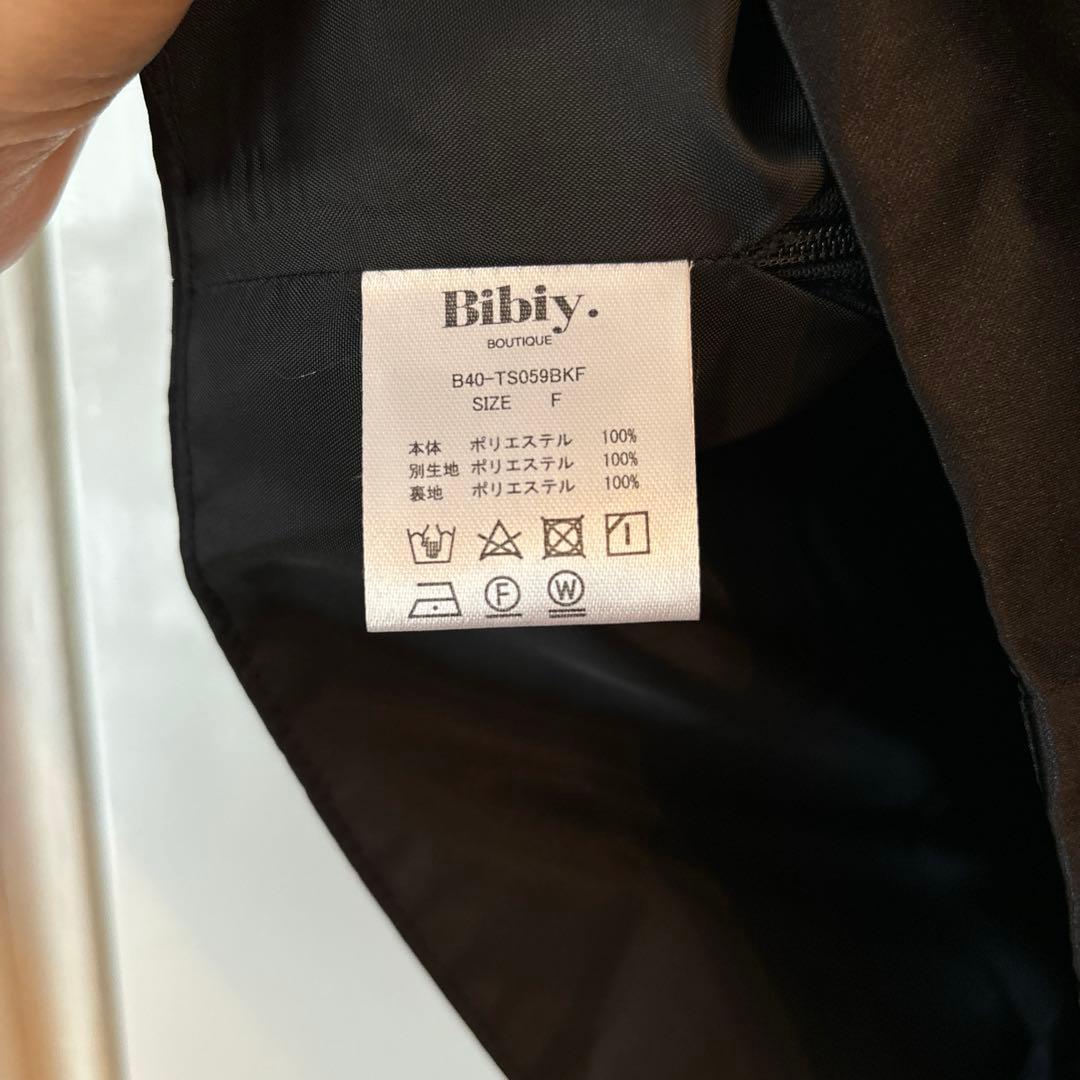 Bibiy.
BOUTIQUE
B40-TS059BKF
SIZE F
本体 ポリエステル 100%
別生地 ポリエステル 100%
裏地 ポリエステル 100%
F W